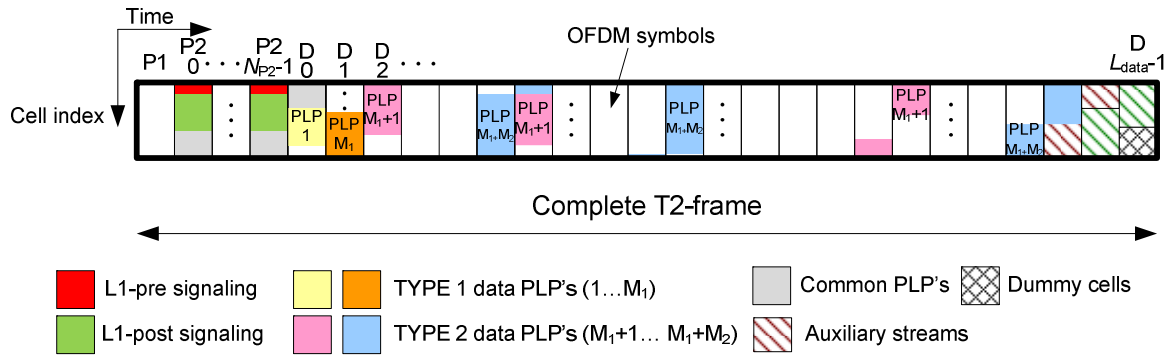 Time
P1
P2 0 · · · P2 N_P2-1 D 0 D 1 D 2 · · ·
OFDM symbols
D L_data-1
Cell index
PLP 1
PLP M₁
PLP M₁+1
PLP M₁+M₂
PLP M₁+1
PLP M₁+M₂
PLP M₁+1
PLP M₁+M₂
Complete T2-frame
L1-pre signaling
TYPE 1 data PLP's (1...M₁)
Common PLP's
Dummy cells
L1-post signaling
TYPE 2 data PLP's (M₁+1... M₁+M₂)
Auxiliary streams